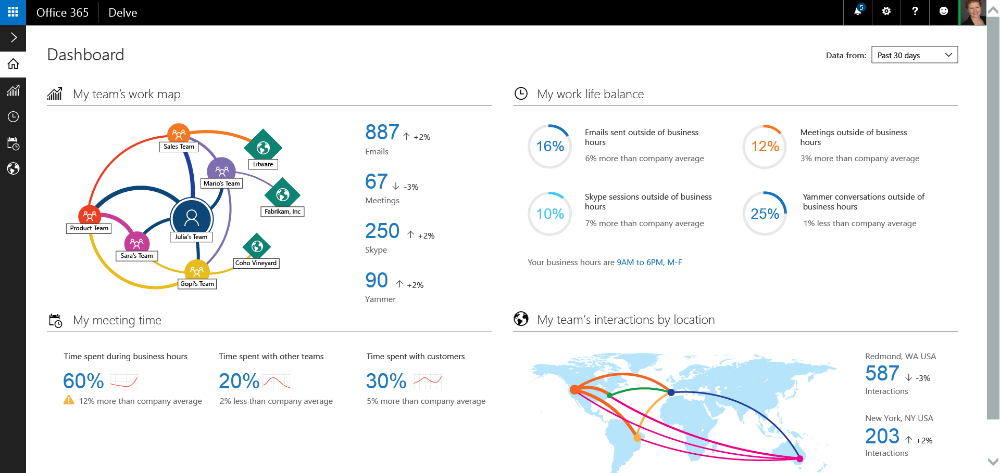 Office 365
Delve
5
?
Dashboard
Data from:
Past 30 days
My team's work map
Sales Team
Litware
Mario's Team
Fabrikam, Inc
Product Team
Julia's Team
Sara's Team
Coho Vineyard
Gopi's Team
887 ↑ +2%
Emails
67 ↓ -3%
Meetings
250 ↑ +2%
Skype
90 ↑ +2%
Yammer
My work life balance
16%
Emails sent outside of business
hours
6% more than company average
12%
Meetings outside of business
hours
3% more than company average
10%
Skype sessions outside of business
hours
7% more than company average
25%
Yammer conversations outside of
business hours
1% less than company average
Your business hours are 9AM to 6PM, M-F
My meeting time
Time spent during business hours
60%
12% more than company average
Time spent with other teams
20%
2% less than company average
Time spent with customers
30%
5% more than company average
My team's interactions by location
Redmond, WA USA
587 ↓ -3%
Interactions
New York, NY USA
203 ↑ +2%
Interactions